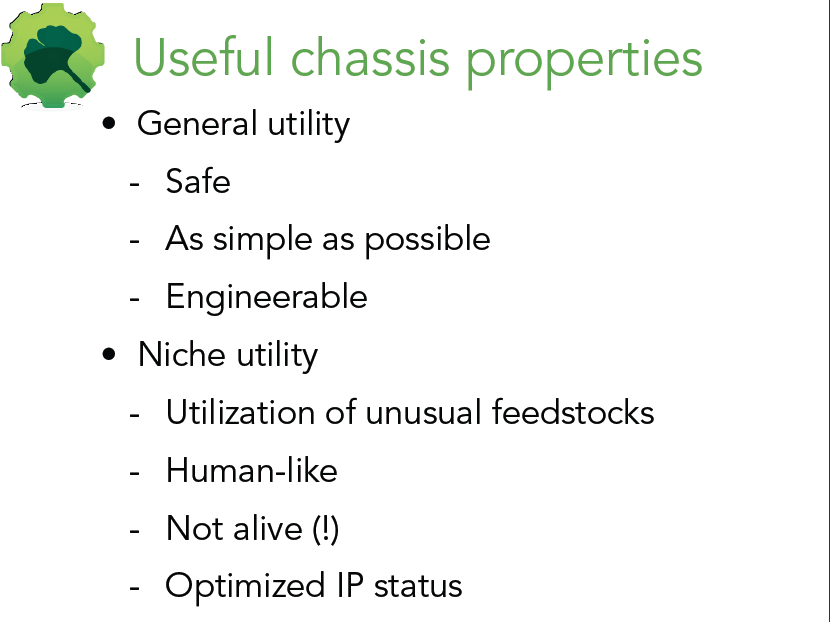 Useful chassis properties
• General utility
- Safe
- As simple as possible
- Engineerable
• Niche utility
- Utilization of unusual feedstocks
- Human-like
- Not alive (!)
- Optimized IP status